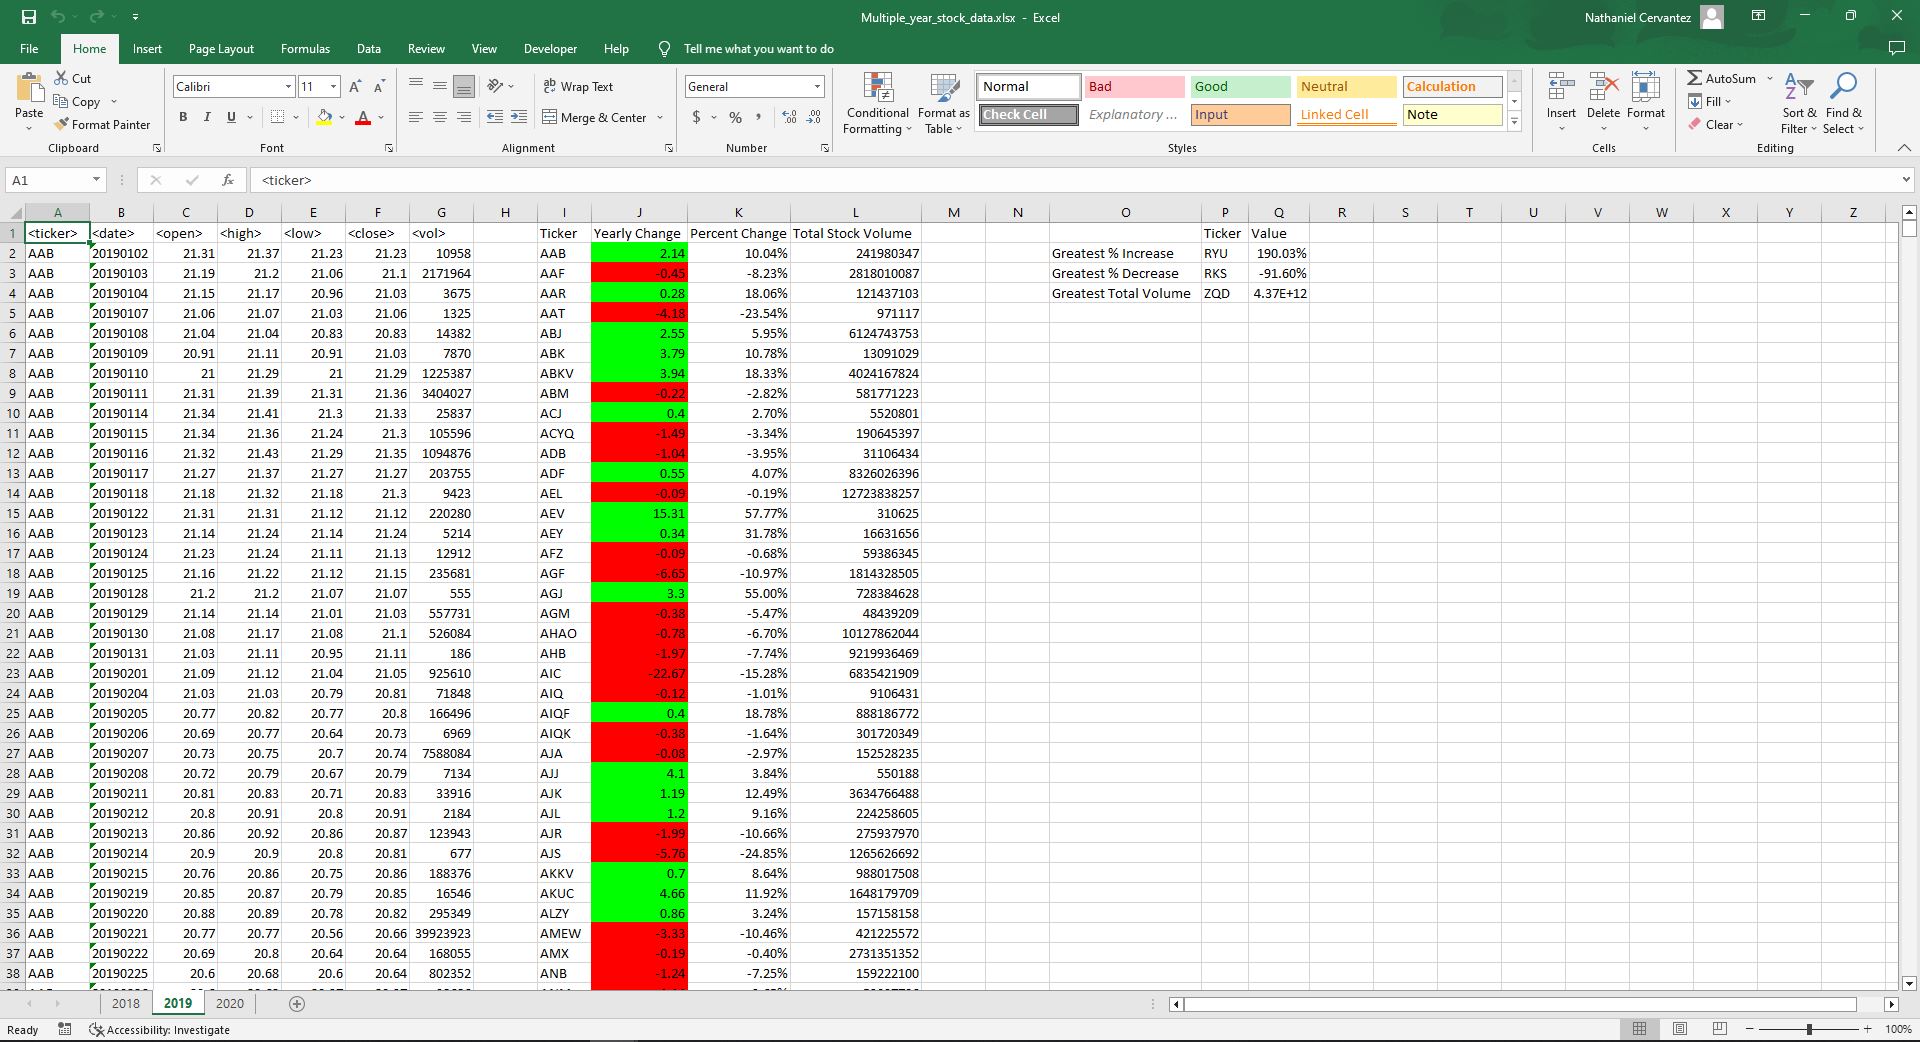 Multiple_year_stock_data.xlsx - Excel
Nathaniel Cervantez
File Home Insert Page Layout Formulas Data Review View Developer Help Tell me what you want to do
Paste Cut Copy Format Painter Clipboard
Calibri 11 B I U A Font
Wrap Text Merge & Center Alignment
General $ % , Number
Conditional Formatting Format as Table
Normal Bad Good Neutral Calculation
Check Cell Explanatory ... Input Linked Cell Note
Styles
Insert Delete Format Cells
AutoSum Fill Clear Sort & Filter Find & Select Editing
A1 fx <ticker>
A B C D E F G H I J K L M N O P Q R S T U V W X Y Z
1 <ticker> <date> <open> <high> <low> <close> <vol> Ticker Yearly Change Percent Change Total Stock Volume Ticker Value
2 AAB 20190102 21.31 21.37 21.23 21.23 10958 AAB 2.14 10.04% 241980347 Greatest % Increase RYU 190.03%
3 AAB 20190103 21.19 21.2 21.06 21.1 2171964 AAF -0.45 -8.23% 2818010087 Greatest % Decrease RKS -91.60%
4 AAB 20190104 21.15 21.17 20.96 21.03 3675 AAR 0.28 18.06% 121437103 Greatest Total Volume ZQD 4.37E+12
5 AAB 20190107 21.06 21.07 21.03 21.06 1325 AAT -4.18 -23.54% 971117
6 AAB 20190108 21.04 21.04 20.83 20.83 14382 ABJ 2.55 5.95% 6124743753
7 AAB 20190109 20.91 21.11 20.91 21.03 7870 ABK 3.79 10.78% 13091029
8 AAB 20190110 21 21.29 21 21.29 1225387 ABKV 3.94 18.33% 4024167824
9 AAB 20190111 21.31 21.39 21.31 21.36 3404027 ABM -0.22 -2.82% 581771223
10 AAB 20190114 21.34 21.41 21.3 21.33 25837 ACJ 0.4 2.70% 5520801
11 AAB 20190115 21.34 21.36 21.24 21.3 105596 ACYQ -1.49 -3.34% 190645397
12 AAB 20190116 21.32 21.43 21.29 21.35 1094876 ADB -1.04 -3.95% 31106434
13 AAB 20190117 21.27 21.37 21.27 21.27 203755 ADF 0.55 4.07% 8326026396
14 AAB 20190118 21.18 21.32 21.18 21.3 9423 AEL -0.09 -0.19% 12723838257
15 AAB 20190122 21.31 21.31 21.12 21.12 220280 AEV 15.31 57.77% 310625
16 AAB 20190123 21.14 21.24 21.14 21.24 5214 AEY 0.34 31.78% 16631656
17 AAB 20190124 21.23 21.24 21.11 21.13 12912 AFZ -0.09 -0.68% 59386345
18 AAB 20190125 21.16 21.22 21.12 21.15 235681 AGF -6.65 -10.97% 1814328505
19 AAB 20190128 21.2 21.2 21.07 21.07 555 AGJ 3.3 55.00% 728384628
20 AAB 20190129 21.14 21.14 21.01 21.03 557731 AGM -0.38 -5.47% 48439209
21 AAB 20190130 21.08 21.17 21.08 21.1 526084 AHAO -0.78 -6.70% 10127862044
22 AAB 20190131 21.03 21.11 20.95 21.11 186 AHB -1.97 -7.74% 9219936469
23 AAB 20190201 21.09 21.12 21.04 21.05 925610 AIC -22.67 -15.28% 6835421909
24 AAB 20190204 21.03 21.03 20.79 20.81 71848 AIQ -0.12 -1.01% 9106431
25 AAB 20190205 20.77 20.82 20.77 20.8 166496 AIQF 0.4 18.78% 888186772
26 AAB 20190206 20.69 20.77 20.64 20.73 6969 AIQK -0.38 -1.64% 301720349
27 AAB 20190207 20.73 20.75 20.7 20.74 7588084 AJA -0.08 -2.97% 152528235
28 AAB 20190208 20.72 20.79 20.67 20.79 7134 AJJ 4.1 3.84% 550188
29 AAB 20190211 20.81 20.83 20.71 20.83 33916 AJK 1.19 12.49% 3634766488
30 AAB 20190212 20.8 20.91 20.8 20.91 2184 AJL 1.2 9.16% 224258605
31 AAB 20190213 20.86 20.92 20.86 20.87 123943 AJR -1.99 -10.66% 275937970
32 AAB 20190214 20.9 20.9 20.8 20.81 677 AJS -5.76 -24.85% 1265626692
33 AAB 20190215 20.76 20.86 20.75 20.86 188376 AKKV 0.7 8.64% 988017508
34 AAB 20190219 20.85 20.87 20.79 20.85 16546 AKUC 4.66 11.92% 1648179709
35 AAB 20190220 20.88 20.89 20.78 20.82 295349 ALZY 0.86 3.24% 157158158
36 AAB 20190221 20.77 20.77 20.56 20.66 39923923 AMEW -3.33 -10.46% 421225572
37 AAB 20190222 20.69 20.8 20.64 20.64 168055 AMX -0.19 -0.40% 2731351352
38 AAB 20190225 20.6 20.68 20.6 20.64 802352 ANB -1.24 -7.25% 159222100
2018 2019 2020
Ready Accessibility: Investigate 100%